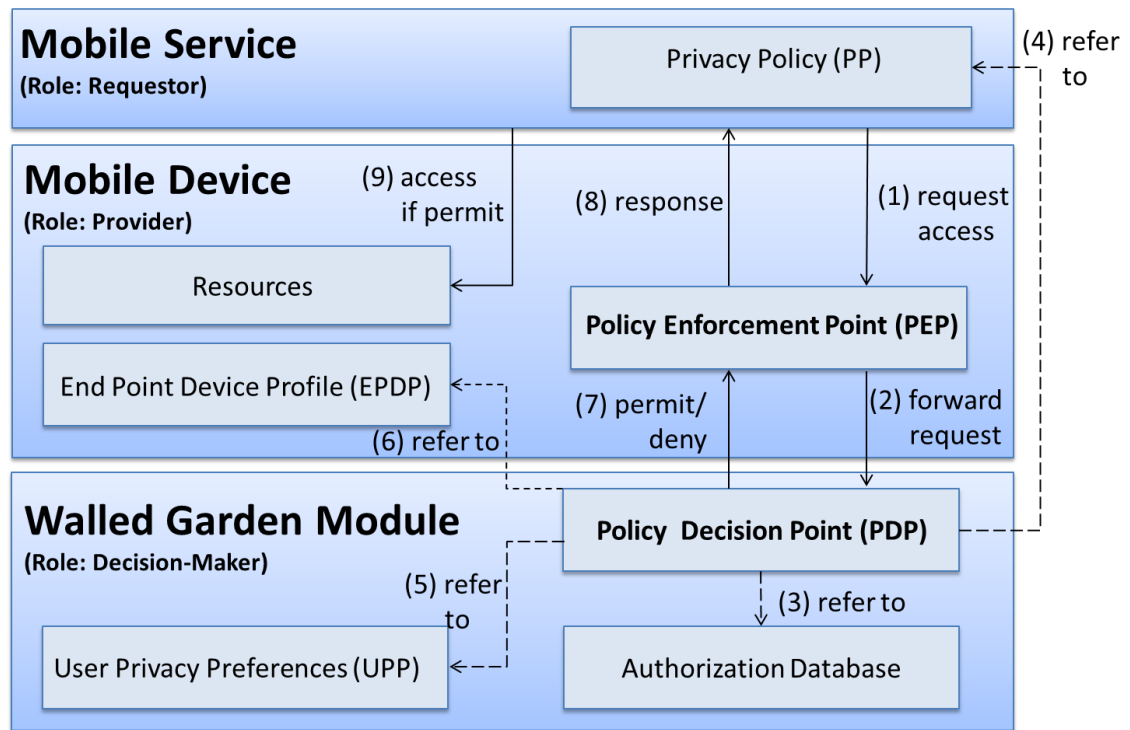 Mobile Service
(Role: Requestor)
Privacy Policy (PP)
(4) refer
to
Mobile Device
(Role: Provider)
(9) access
if permit
(8) response
(1) request
access
Resources
Policy Enforcement Point (PEP)
End Point Device Profile (EPDP)
(7) permit/
deny
(2) forward
request
(6) refer to
Walled Garden Module
(Role: Decision-Maker)
Policy Decision Point (PDP)
(5) refer
to
(3) refer to
User Privacy Preferences (UPP)
Authorization Database